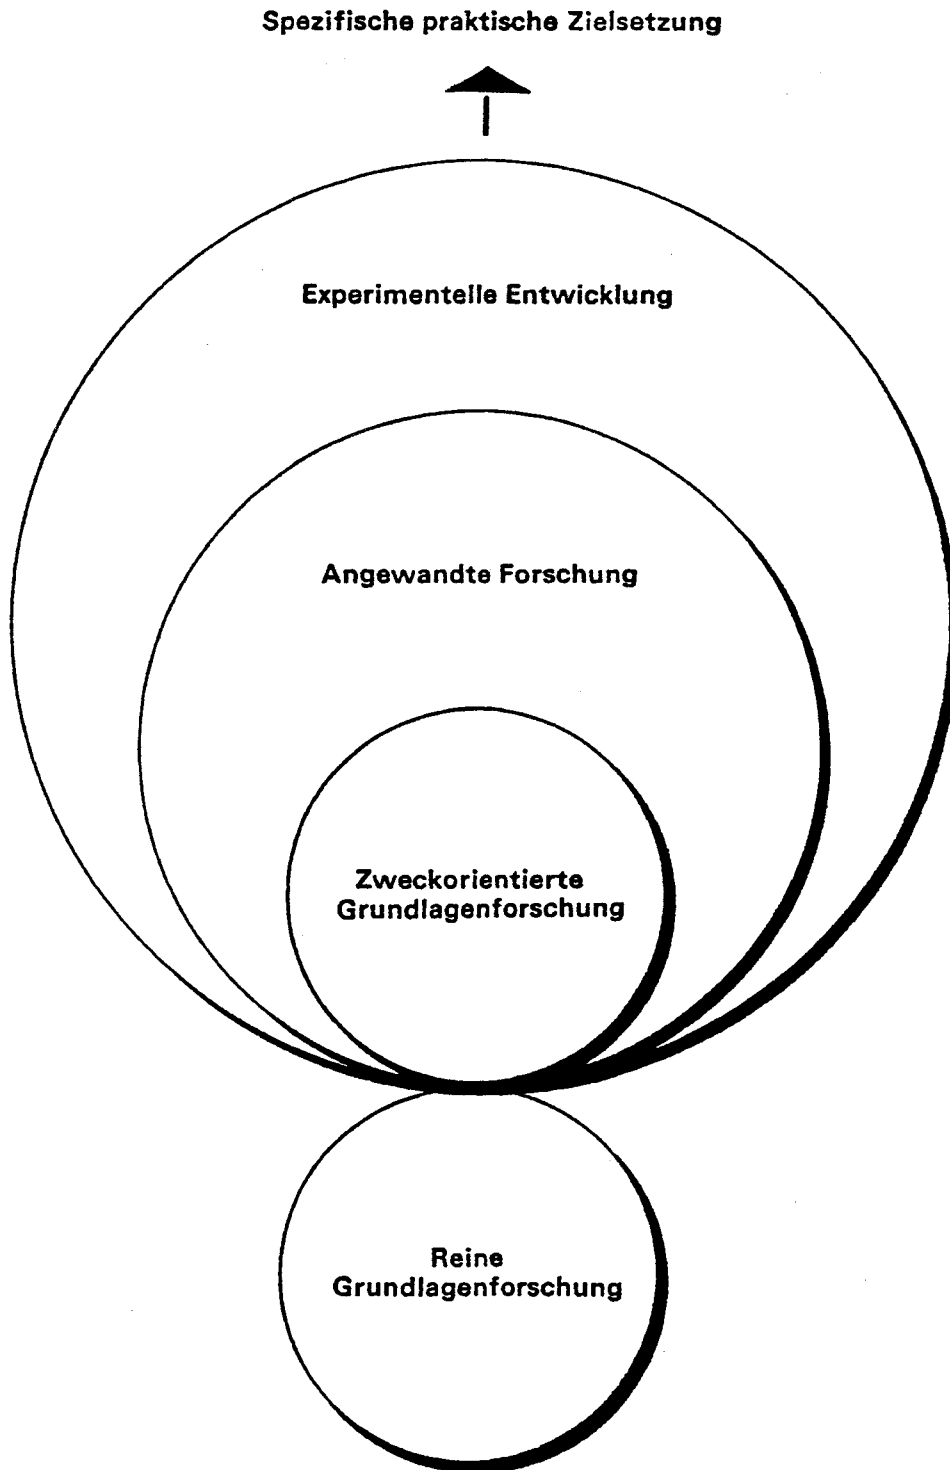 Spezifische praktische Zielsetzung
Experimentelle Entwicklung
Angewandte Forschung
Zweckorientierte
Grundlagenforschung
Reine
Grundlagenforschung